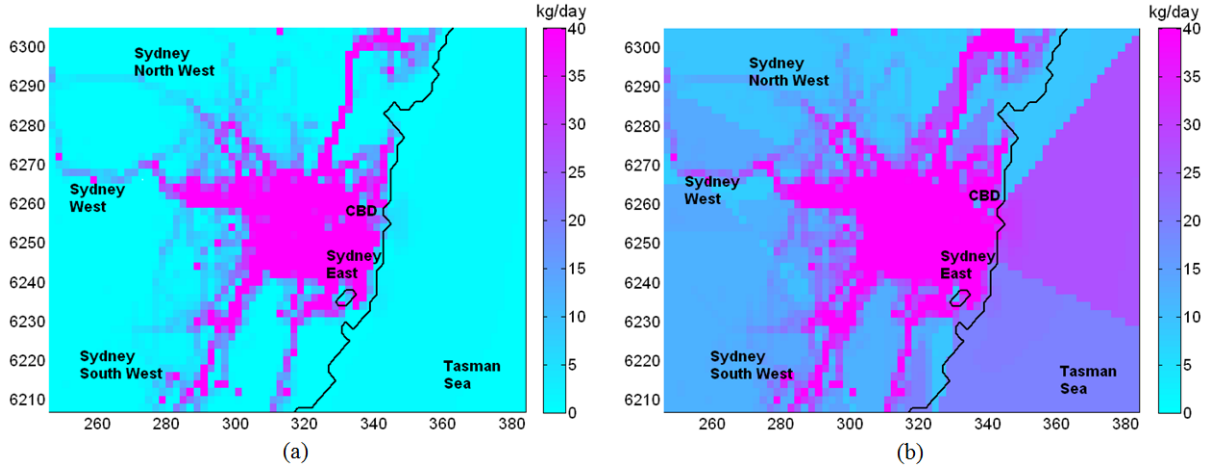 kg/day
40
35
30
25
20
15
10
5
0
6300
6290
6280
6270
6260
6250
6240
6230
6220
6210
260
280
300
320
340
360
380
Sydney
North West
Sydney
West
CBD
Sydney
East
Sydney
South West
Tasman
Sea
(a)
kg/day
40
35
30
25
20
15
10
5
0
6300
6290
6280
6270
6260
6250
6240
6230
6220
6210
260
280
300
320
340
360
380
Sydney
North West
Sydney
West
CBD
Sydney
East
Sydney
South West
Tasman
Sea
(b)